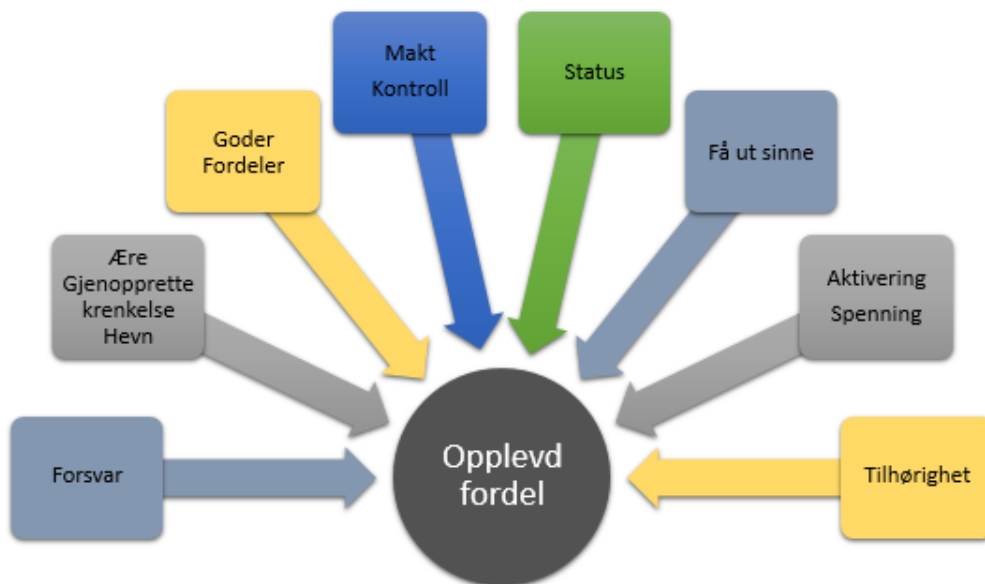 Makt
Kontroll
Status
Goder
Fordeler
Få ut sinne
Ære
Gjenopprette
krenkelse
Hevn
Aktivering
Spenning
Forsvar
Opplevd
fordel
Tilhørighet